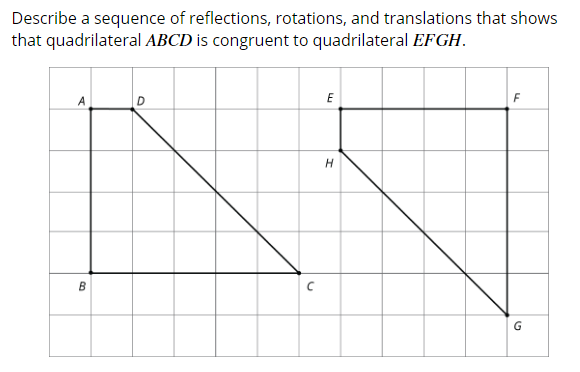 Describe a sequence of reflections, rotations, and translations that shows
that quadrilateral ABCD is congruent to quadrilateral EFGH.
A D E F
H
B C
G